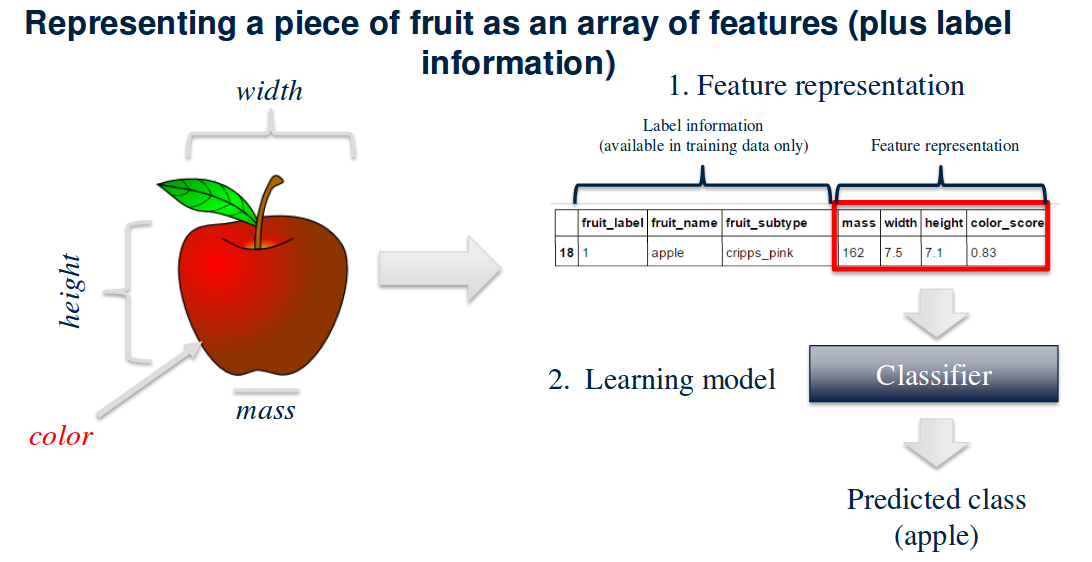 Representing a piece of fruit as an array of features (plus label
information)
width
height
color
mass
1. Feature representation
Label information
(available in training data only)
Feature representation
fruit_label fruit_name fruit_subtype mass width height color_score
18 1 apple cripps_pink 162 7.5 7.1 0.83
2. Learning model
Classifier
Predicted class
(apple)